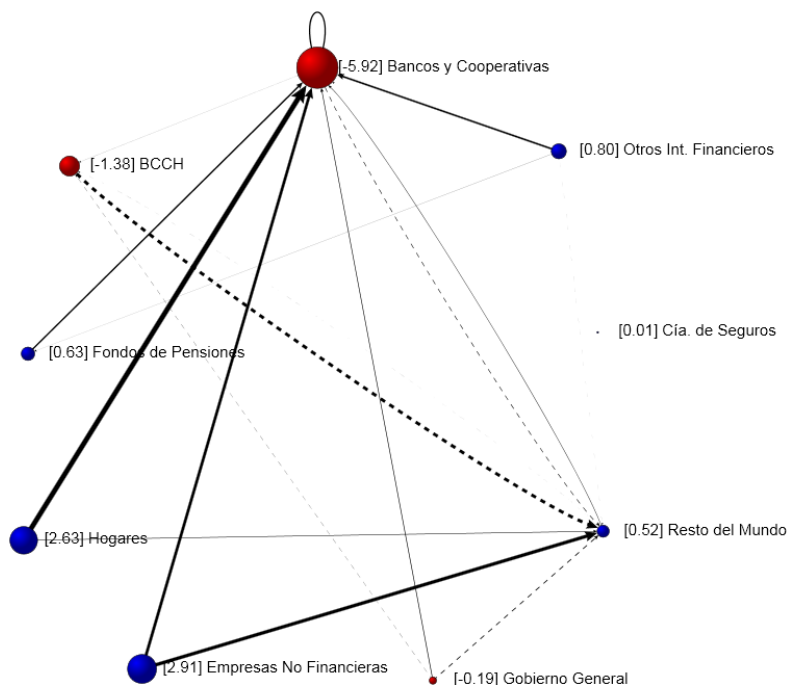 [-5.92] Bancos y Cooperativas
[0.80] Otros Int. Financieros
[-1.38] BCCH
[0.01] Cía. de Seguros
[0.63] Fondos de Pensiones
[0.52] Resto del Mundo
[2.63] Hogares
[2.91] Empresas No Financieras
[-0.19] Gobierno General